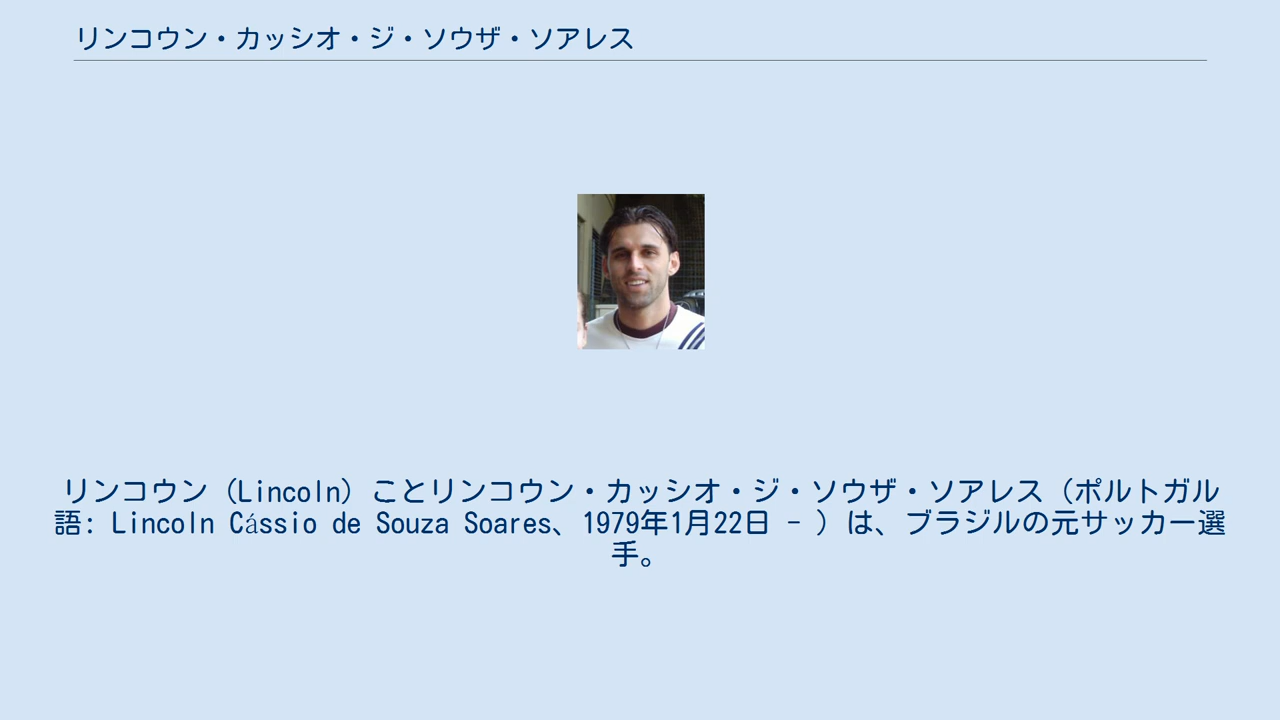 リンコウン・カッシオ・ジ・ソウザ・ソアレス
リンコウン（Lincoln）ことリンコウン・カッシオ・ジ・ソウザ・ソアレス（ポルトガル
語: Lincoln Cássio de Souza Soares、1979年1月22日 - ）は、ブラジルの元サッカー選
手。